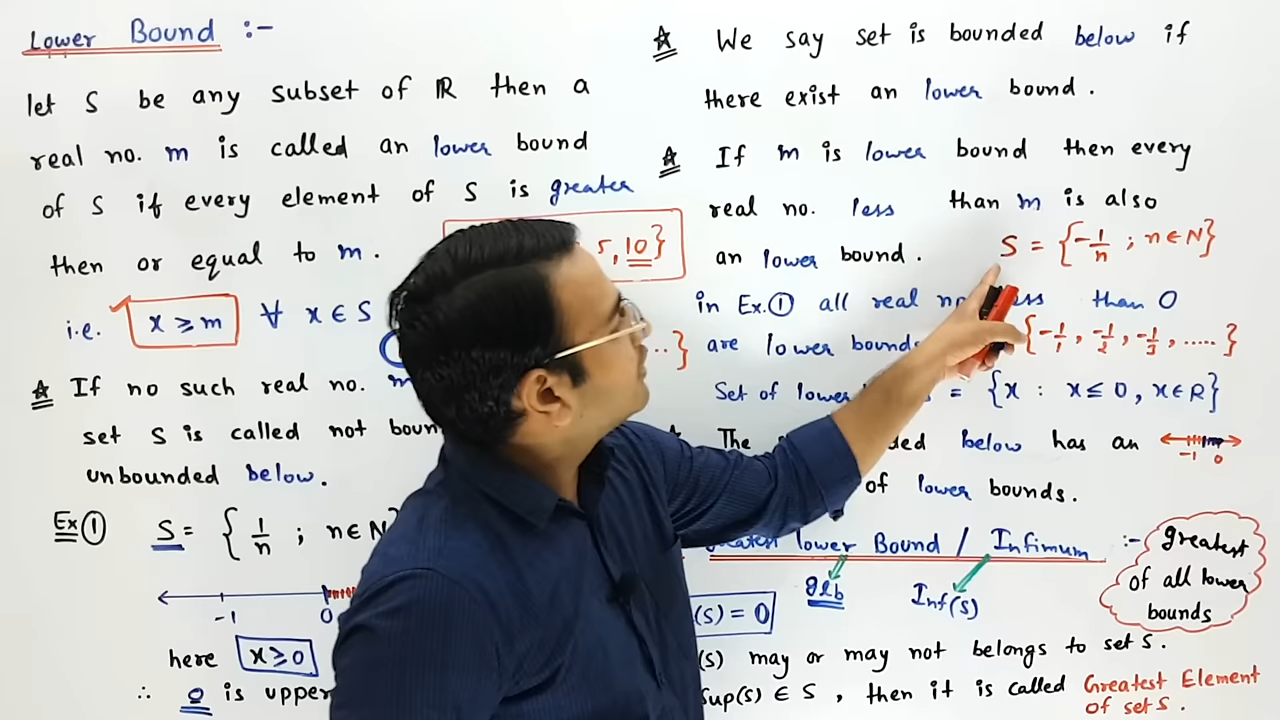 Lower Bound :-
let S be any subset of ℝ then a
real no. m is called an lower bound
of S if every element of S is greater
then or equal to m.
5, 10}
i.e. x ⩾ m ∀ x ∈ S
..}
☆ If no such real no. m
set S is called not boun
unbounded below.
Ex ① S = { 1/n ; n ∈ N
-1 0
here x ⩾ 0
∴ 0 is upper
☆ We say set is bounded below if
there exist an lower bound.
☆ If m is lower bound then every
real no. less than m is also
an lower bound.
S = {-1/n ; n ∈ N}
in Ex.① all real no. less than 0
are lower bounds
{-1/1, -1/2, -1/3, .....}
Set of lower = {x : x ≤ 0, x ∈ R}
The ded below has an
-1 0
of lower bounds.
Greatest lower Bound / Infimum :-
greatest
of all lower
bounds
glb Inf(S)
(S) = 0
(S) may or may not belongs to set S.
Sup(S) ∈ S, then it is called Greatest Element
of set S.